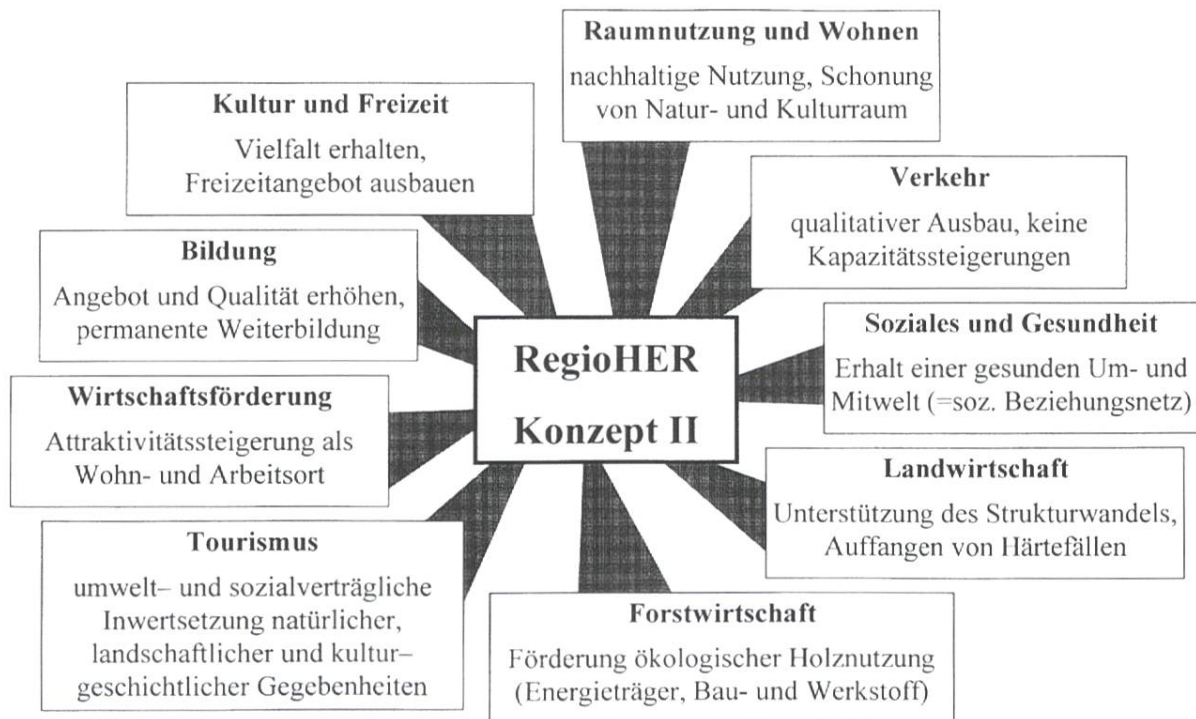 Raumnutzung und Wohnen
nachhaltige Nutzung, Schonung
von Natur- und Kulturraum
Kultur und Freizeit
Vielfalt erhalten,
Freizeitangebot ausbauen
Verkehr
qualitativer Ausbau, keine
Kapazitätssteigerungen
Bildung
Angebot und Qualität erhöhen,
permanente Weiterbildung
Soziales und Gesundheit
Erhalt einer gesunden Um- und
Mitwelt (=soz. Beziehungsnetz)
RegioHER
Konzept II
Wirtschaftsförderung
Attraktivitätssteigerung als
Wohn- und Arbeitsort
Landwirtschaft
Unterstützung des Strukturwandels,
Auffangen von Härtefällen
Tourismus
umwelt– und sozialverträgliche
Inwertsetzung natürlicher,
landschaftlicher und kultur–
geschichtlicher Gegebenheiten
Forstwirtschaft
Förderung ökologischer Holznutzung
(Energieträger, Bau- und Werkstoff)